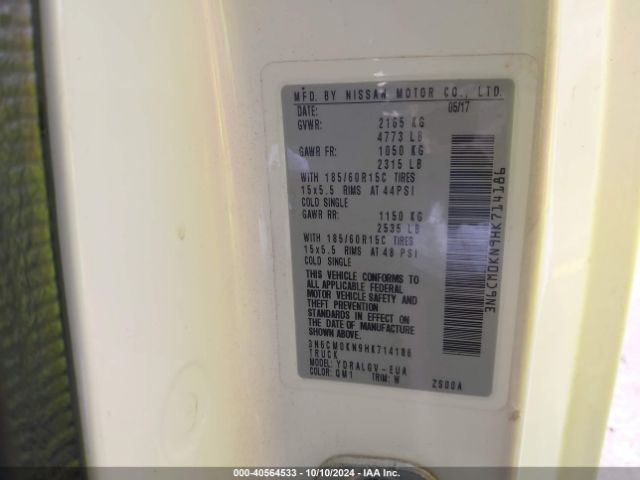 MFD. BY NISSAN MOTOR CO., LTD.
DATE: 05/17
GVWR: 2165 KG
4773 LB
GAWR FR: 1050 KG
2315 LB
WITH 185/60R15C TIRES
15x5.5 RIMS AT 44PSI
COLD SINGLE
GAWR RR: 1150 KG
2535 LB
WITH 185/60R15C TIRES
15x5.5 RIMS AT 48 PSI
COLD SINGLE
THIS VEHICLE CONFORMS TO
ALL APPLICABLE FEDERAL
MOTOR VEHICLE SAFETY AND
THEFT PREVENTION
STANDARDS IN EFFECT ON
THE DATE OF MANUFACTURE
SHOWN ABOVE.
3N6CM0KN9HK714186
TRUCK
MODEL: YDRALGV-EUA
COLOR: QM1 TRIM: W ZS00A
3N6CM0KN9HK714186
000-40564533 - 10/10/2024 - IAA Inc.